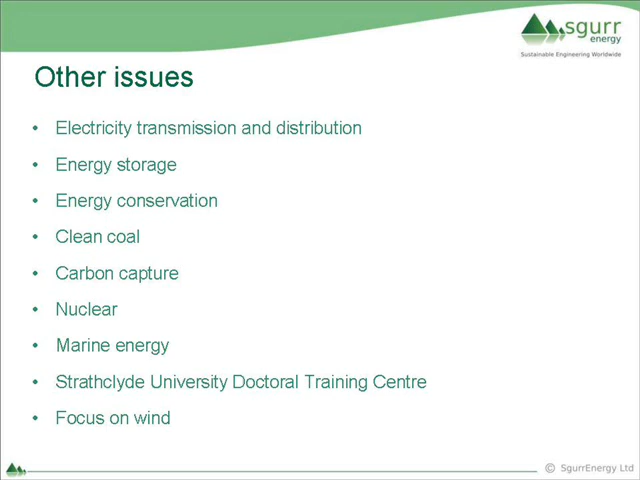 sgurr
energy
Sustainable Engineering Worldwide
Other issues
• Electricity transmission and distribution
• Energy storage
• Energy conservation
• Clean coal
• Carbon capture
• Nuclear
• Marine energy
• Strathclyde University Doctoral Training Centre
• Focus on wind
© SgurrEnergy Ltd